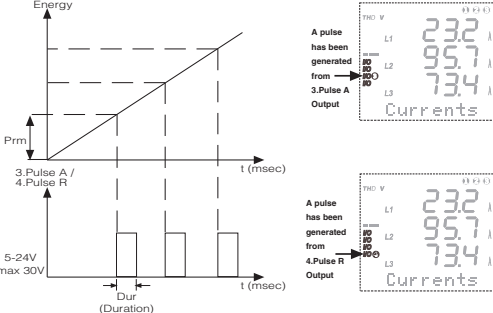 Energy
Prm
t (msec)
3.Pulse A /
4.Pulse R
5-24V
max 30V
t (msec)
Dur
(Duration)
A pulse
has been
generated
from
3.Pulse A
Output
THD V
L1 23.2
L2 95.7
L3 73.4
I/O
I/O
I/O
Currents
A pulse
has been
generated
from
4.Pulse R
Output
THD V
L1 23.2
L2 95.7
L3 73.4
I/O
I/O
I/O
Currents